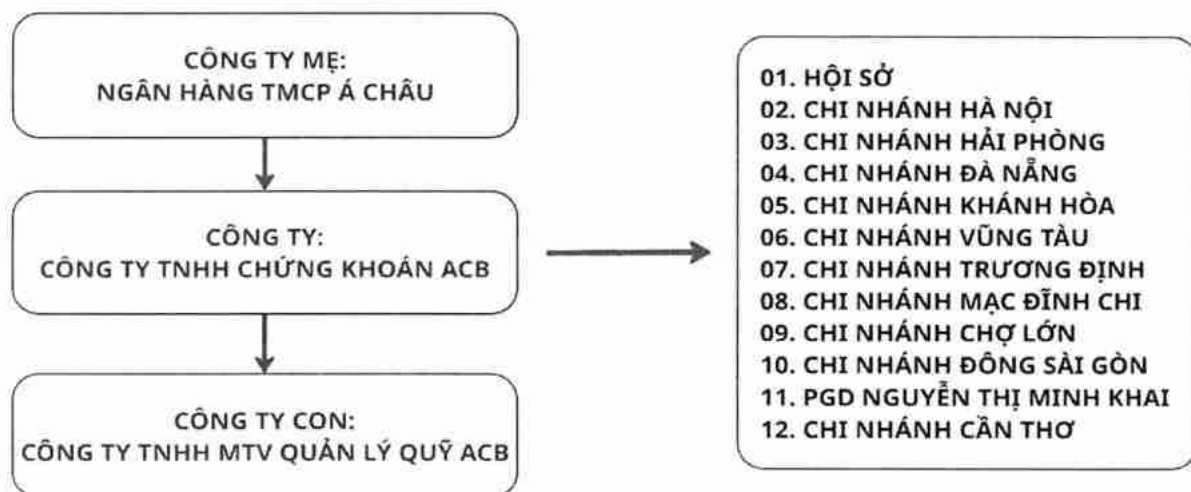 CÔNG TY MẸ:
NGÂN HÀNG TMCP Á CHÂU
CÔNG TY:
CÔNG TY TNHH CHỨNG KHOÁN ACB
CÔNG TY CON:
CÔNG TY TNHH MTV QUẢN LÝ QUỸ ACB
01. HỘI SỞ
02. CHI NHÁNH HÀ NỘI
03. CHI NHÁNH HẢI PHÒNG
04. CHI NHÁNH ĐÀ NẴNG
05. CHI NHÁNH KHÁNH HÒA
06. CHI NHÁNH VŨNG TÀU
07. CHI NHÁNH TRƯƠNG ĐỊNH
08. CHI NHÁNH MẠC ĐĨNH CHI
09. CHI NHÁNH CHỢ LỚN
10. CHI NHÁNH ĐÔNG SÀI GÒN
11. PGD NGUYỄN THỊ MINH KHAI
12. CHI NHÁNH CẦN THƠ